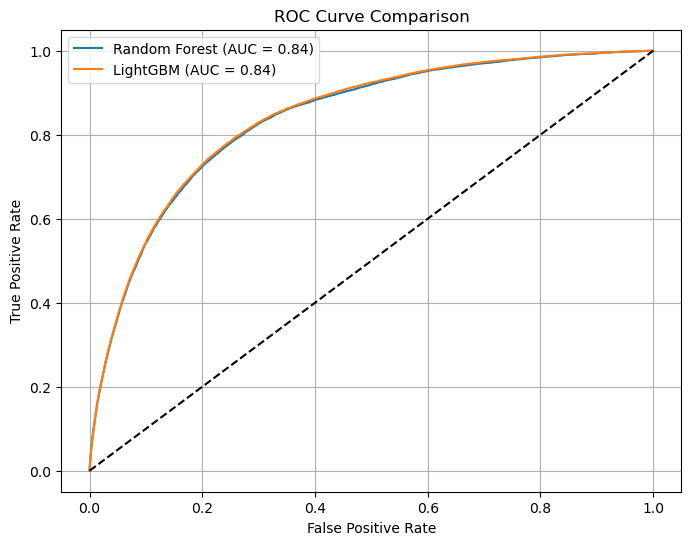 ROC Curve Comparison
Random Forest (AUC = 0.84)
LightGBM (AUC = 0.84)
True Positive Rate
1.0
0.8
0.6
0.4
0.2
0.0
0.0 0.2 0.4 0.6 0.8 1.0
False Positive Rate